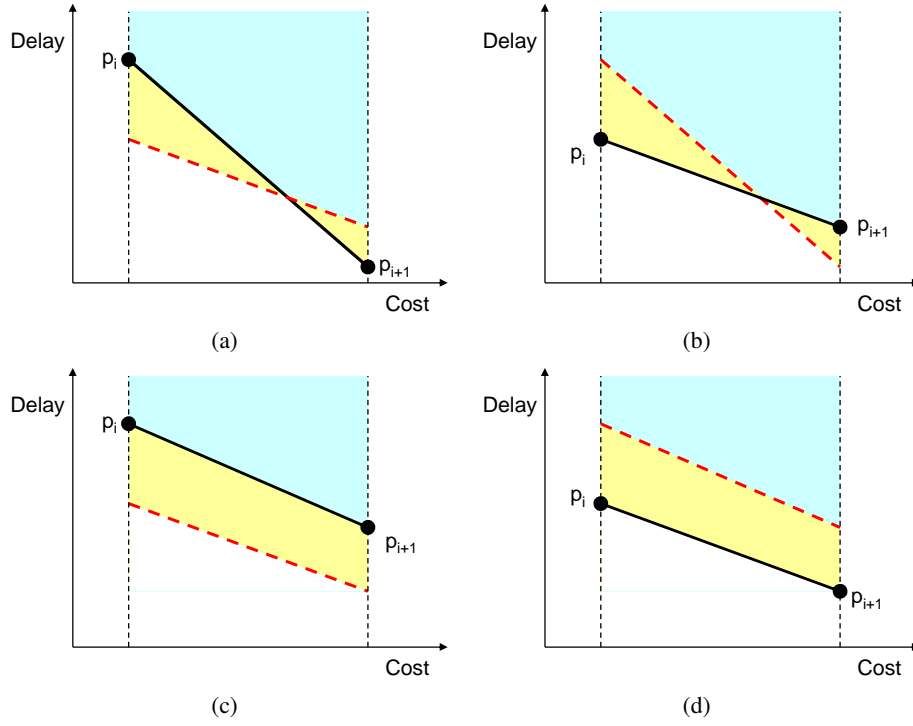 Delay
p_i
p_{i+1}
Cost
(a)
Delay
p_i
p_{i+1}
Cost
(b)
Delay
p_i
p_{i+1}
Cost
(c)
Delay
p_i
p_{i+1}
Cost
(d)